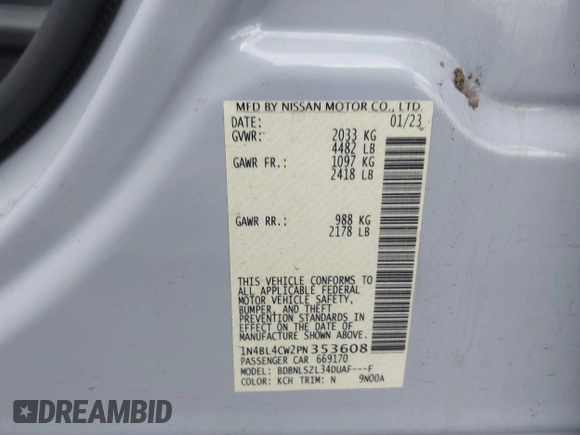 MFD BY NISSAN MOTOR CO., LTD.
DATE: 01/23
GVWR: 2033 KG
4482 LB
GAWR FR.: 1097 KG
2418 LB
GAWR RR.: 988 KG
2178 LB
THIS VEHICLE CONFORMS TO
ALL APPLICABLE FEDERAL
MOTOR VEHICLE SAFETY,
BUMPER, AND THEFT
PREVENTION STANDARDS IN
EFFECT ON THE DATE OF
MANUFACTURE SHOWN ABOVE.
1N4BL4CW2PN353608
PASSENGER CAR 669170
MODEL: BDBNLSZL34DUAF---F
COLOR: KCH TRIM: N 9N00A
DREAMBID